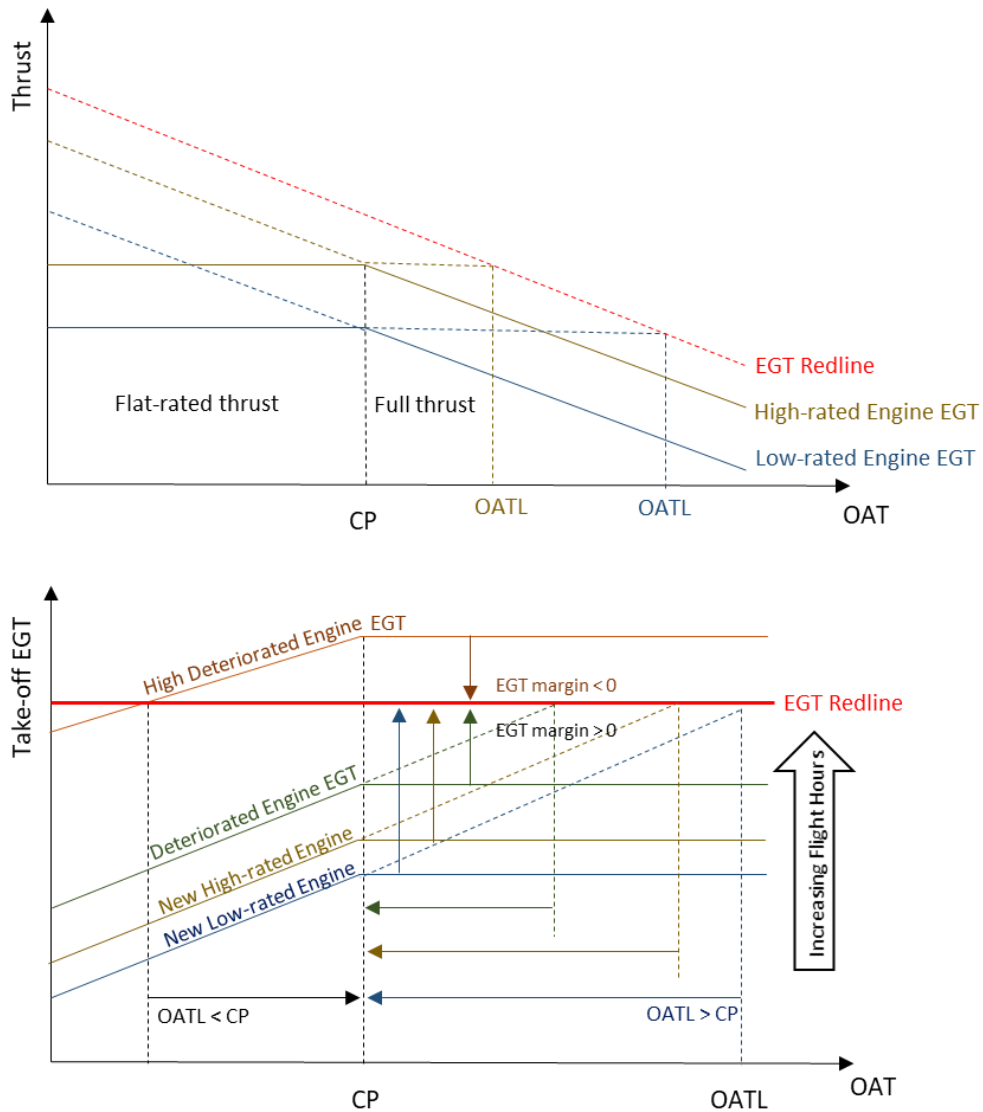 Thrust
EGT Redline
High-rated Engine EGT
Low-rated Engine EGT
Flat-rated thrust
Full thrust
CP
OATL
OATL
OAT
Take-off EGT
High Deteriorated Engine EGT
EGT margin < 0
EGT Redline
EGT margin > 0
Deteriorated Engine EGT
New High-rated Engine
New Low-rated Engine
Increasing Flight Hours
OATL < CP
OATL > CP
CP
OATL
OAT